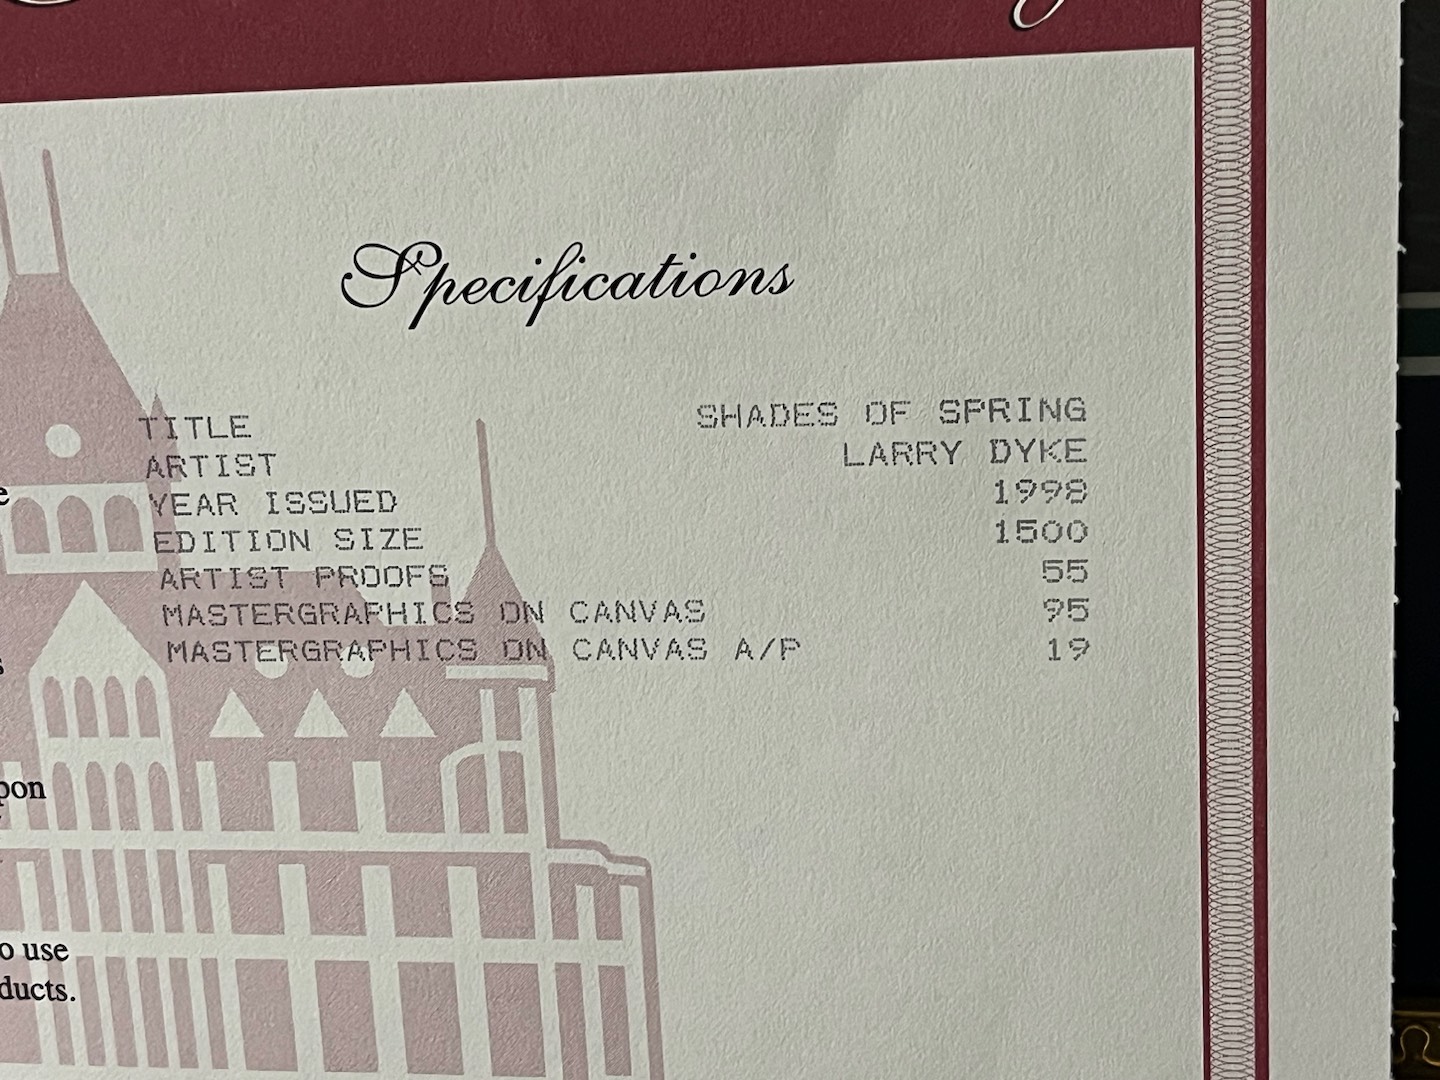 Specifications
TITLE SHADES OF SPRING
ARTIST LARRY DYKE
YEAR ISSUED 1998
EDITION SIZE 1500
ARTIST PROOFS 55
MASTERGRAPHICS ON CANVAS 95
MASTERGRAPHICS ON CANVAS A/P 19
use